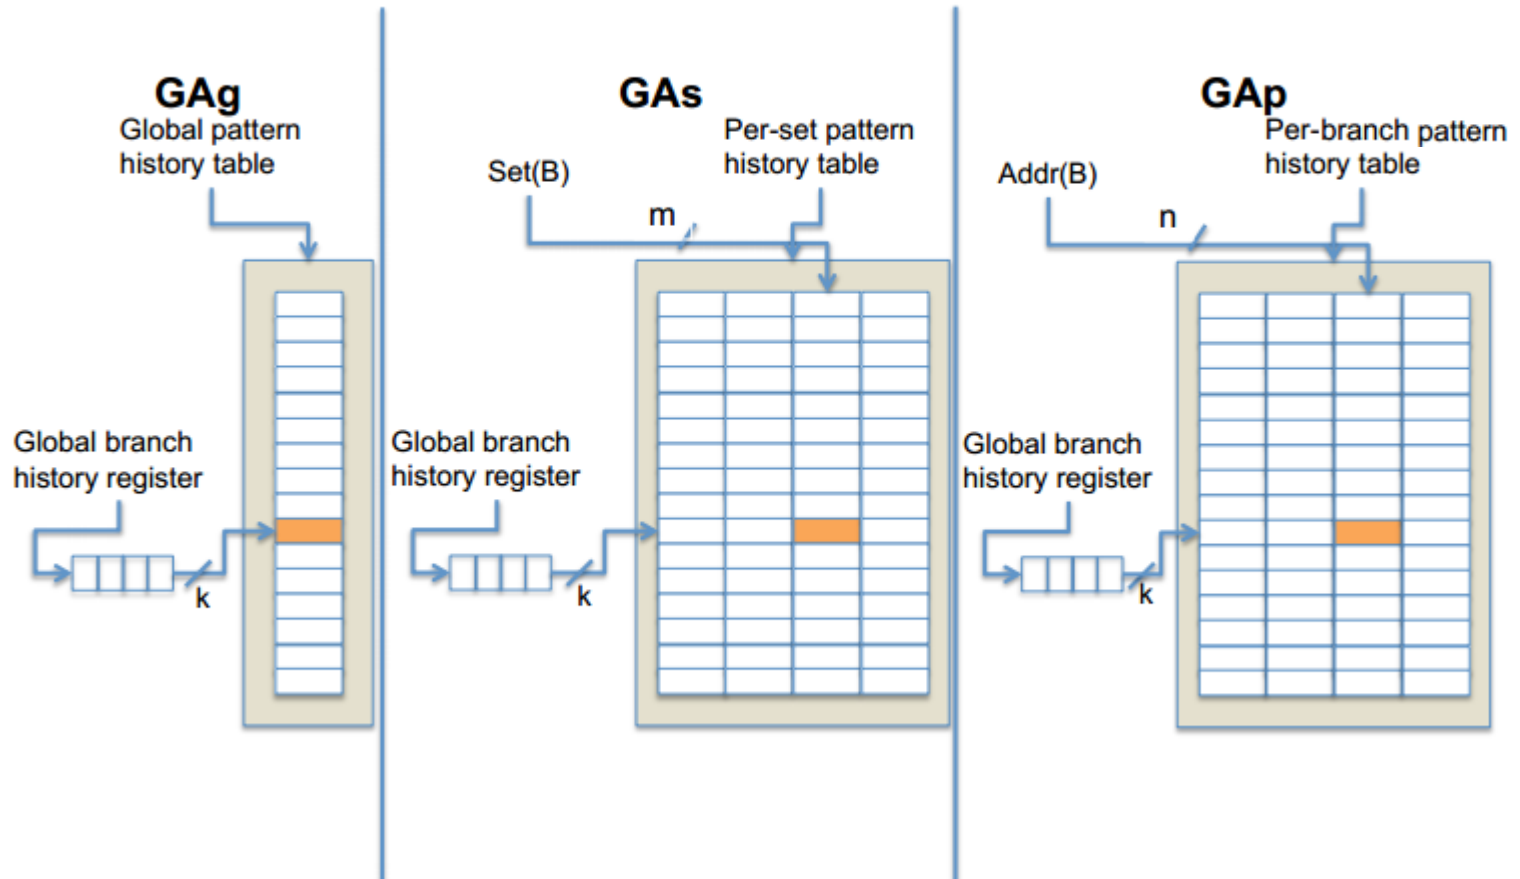 GAg
Global pattern
history table
Global branch
history register
k
GAs
Per-set pattern
history table
Set(B)
m
Global branch
history register
k
GAp
Per-branch pattern
history table
Addr(B)
n
Global branch
history register
k